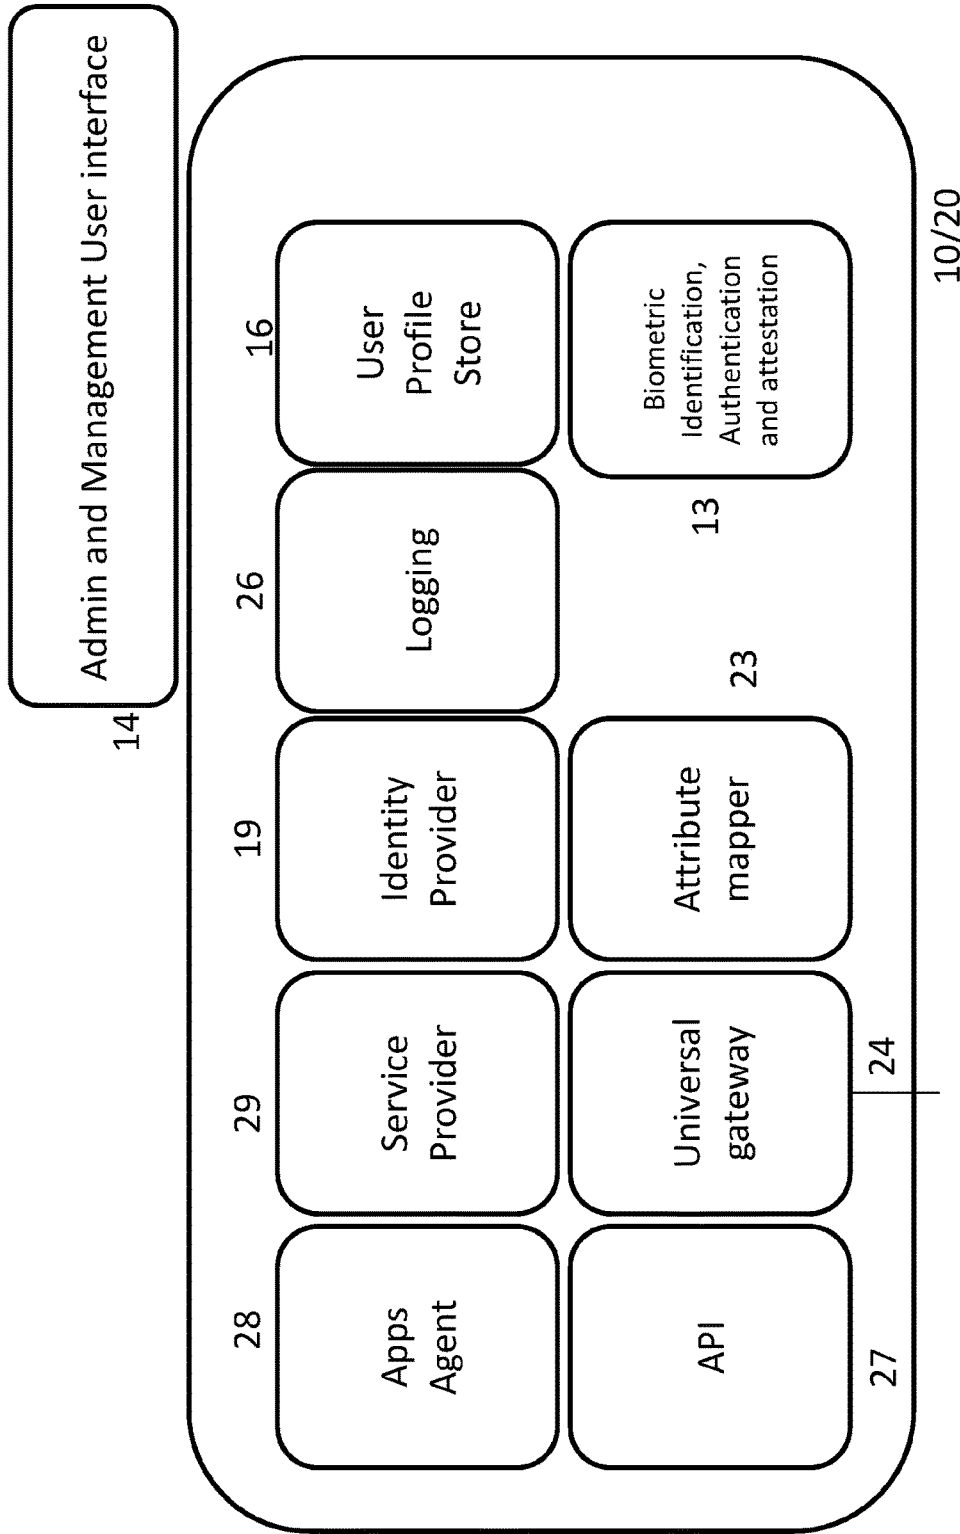 Admin and Management User interface
14
28
29
19
26
16
Apps
Agent
Service
Provider
Identity
Provider
Logging
User
Profile
Store
API
Universal
gateway
Attribute
mapper
Biometric
Identification,
Authentication
and attestation
23
13
27
24
10/20